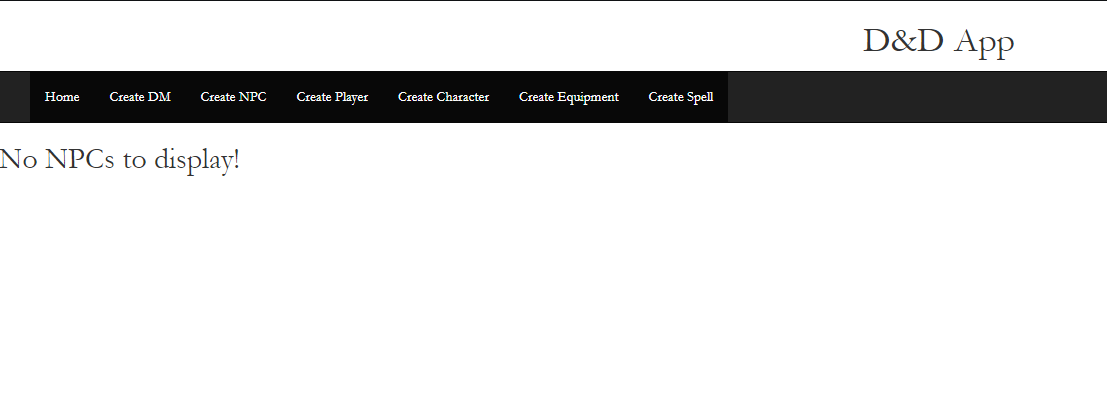 D&D App
Home Create DM Create NPC Create Player Create Character Create Equipment Create Spell
No NPCs to display!